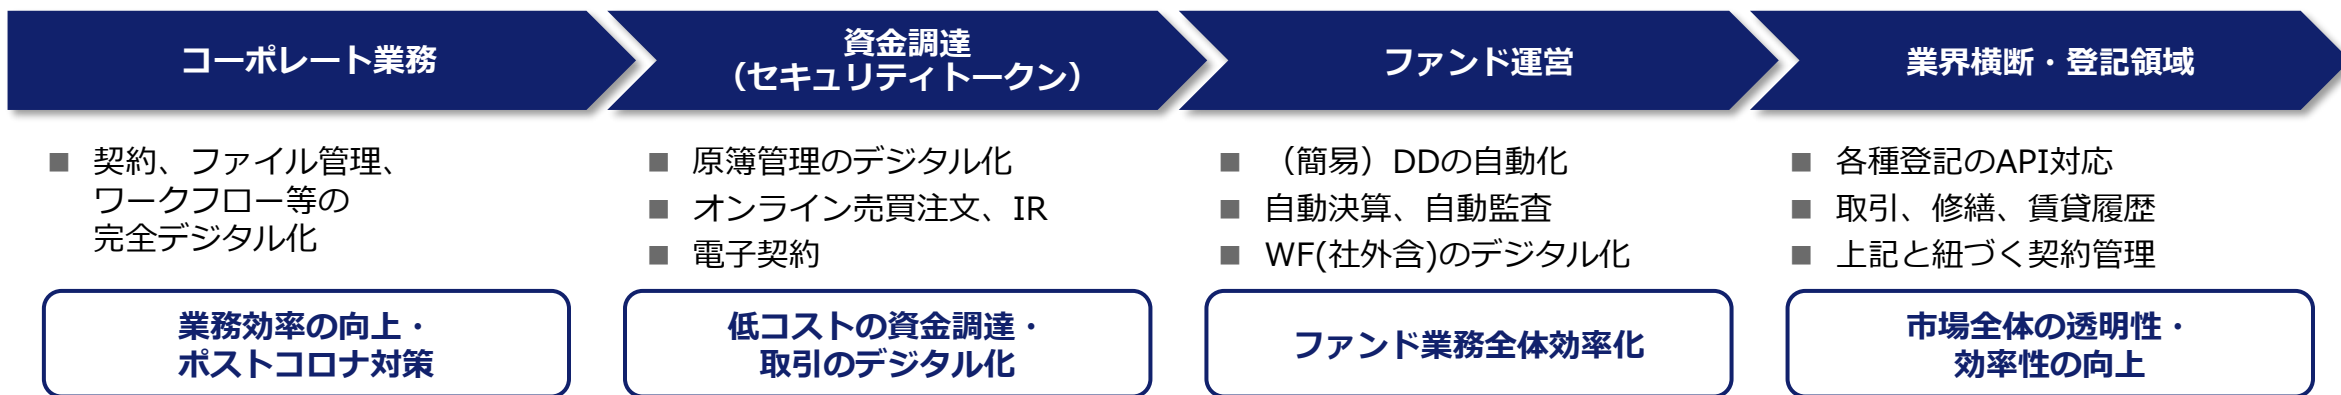 コーポレート業務
資金調達
（セキュリティトークン）
ファンド運営
業界横断・登記領域
■ 契約、ファイル管理、
ワークフロー等の
完全デジタル化
■ 原簿管理のデジタル化
■ オンライン売買注文、IR
■ 電子契約
■ （簡易）DDの自動化
■ 自動決算、自動監査
■ WF(社外含)のデジタル化
■ 各種登記のAPI対応
■ 取引、修繕、賃貸履歴
■ 上記と紐づく契約管理
業務効率の向上・
ポストコロナ対策
低コストの資金調達・
取引のデジタル化
ファンド業務全体効率化
市場全体の透明性・
効率性の向上